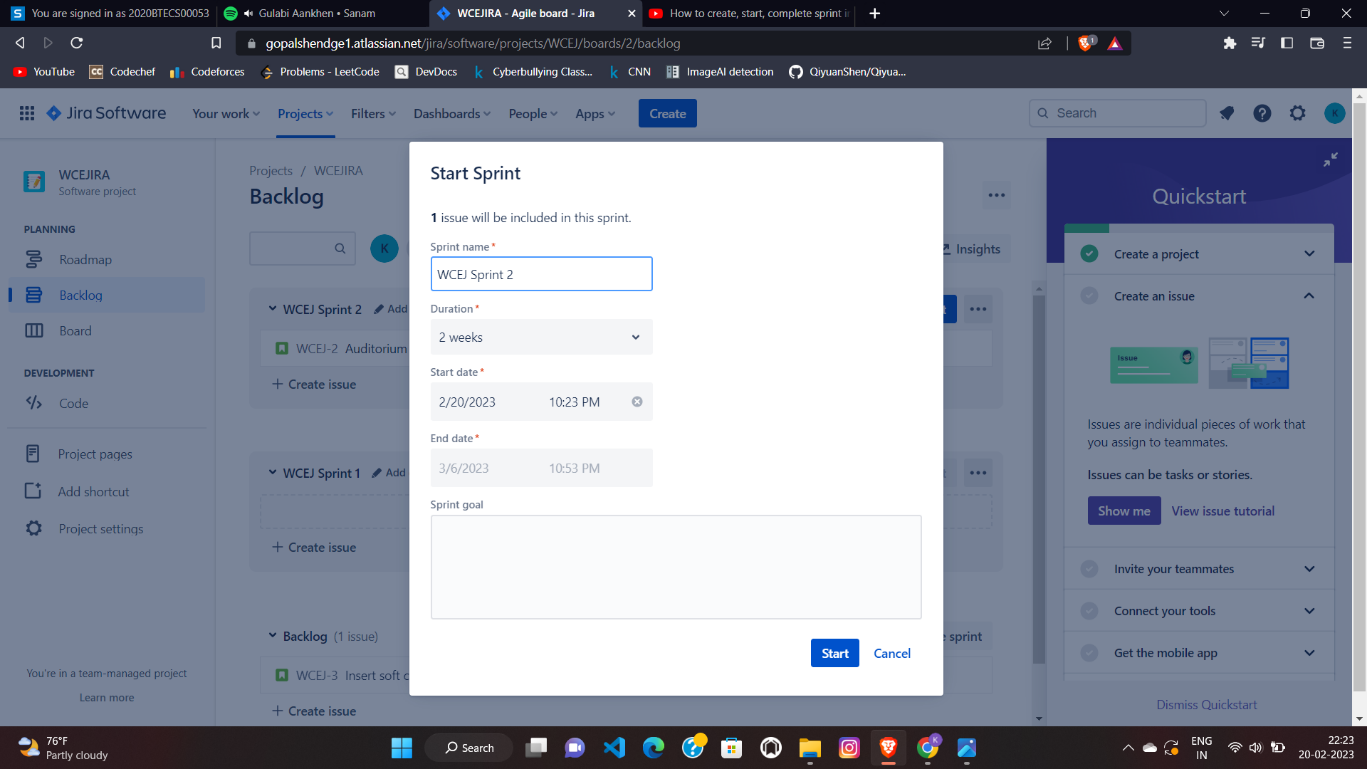 You are signed in as 2020BTECS00053
Gulabi Aankhen • Sanam
WCEJIRA - Agile board - Jira
How to create, start, complete sprint i
gopalshendge1.atlassian.net/jira/software/projects/WCEJ/boards/2/backlog
1
YouTube
CC Codechef
Codeforces
Problems - LeetCode
DevDocs
k Cyberbullying Class...
k CNN
ImageAI detection
QiyuanShen/Qiyua...
Jira Software
Your work
Projects
Filters
Dashboards
People
Apps
Create
Search
K
WCEJIRA
Software project
PLANNING
Roadmap
Backlog
Board
DEVELOPMENT
Code
Project pages
Add shortcut
Project settings
You're in a team-managed project
Learn more
Projects / WCEJIRA
Backlog
K
Insights
WCEJ Sprint 2 Add
WCEJ-2 Auditorium
+ Create issue
WCEJ Sprint 1 Add
+ Create issue
Backlog (1 issue)
sprint
WCEJ-3 Insert soft c
+ Create issue
Start Sprint
1 issue will be included in this sprint.
Sprint name*
WCEJ Sprint 2
Duration*
2 weeks
Start date*
2/20/2023 10:23 PM
End date*
3/6/2023 10:53 PM
Sprint goal
Start
Cancel
Quickstart
Create a project
Create an issue
Issue
Issues are individual pieces of work that
you assign to teammates.
Issues can be tasks or stories.
Show me
View issue tutorial
Invite your teammates
Connect your tools
Get the mobile app
Dismiss Quickstart
76°F
Partly cloudy
Search
K
ENG
IN
22:23
20-02-2023